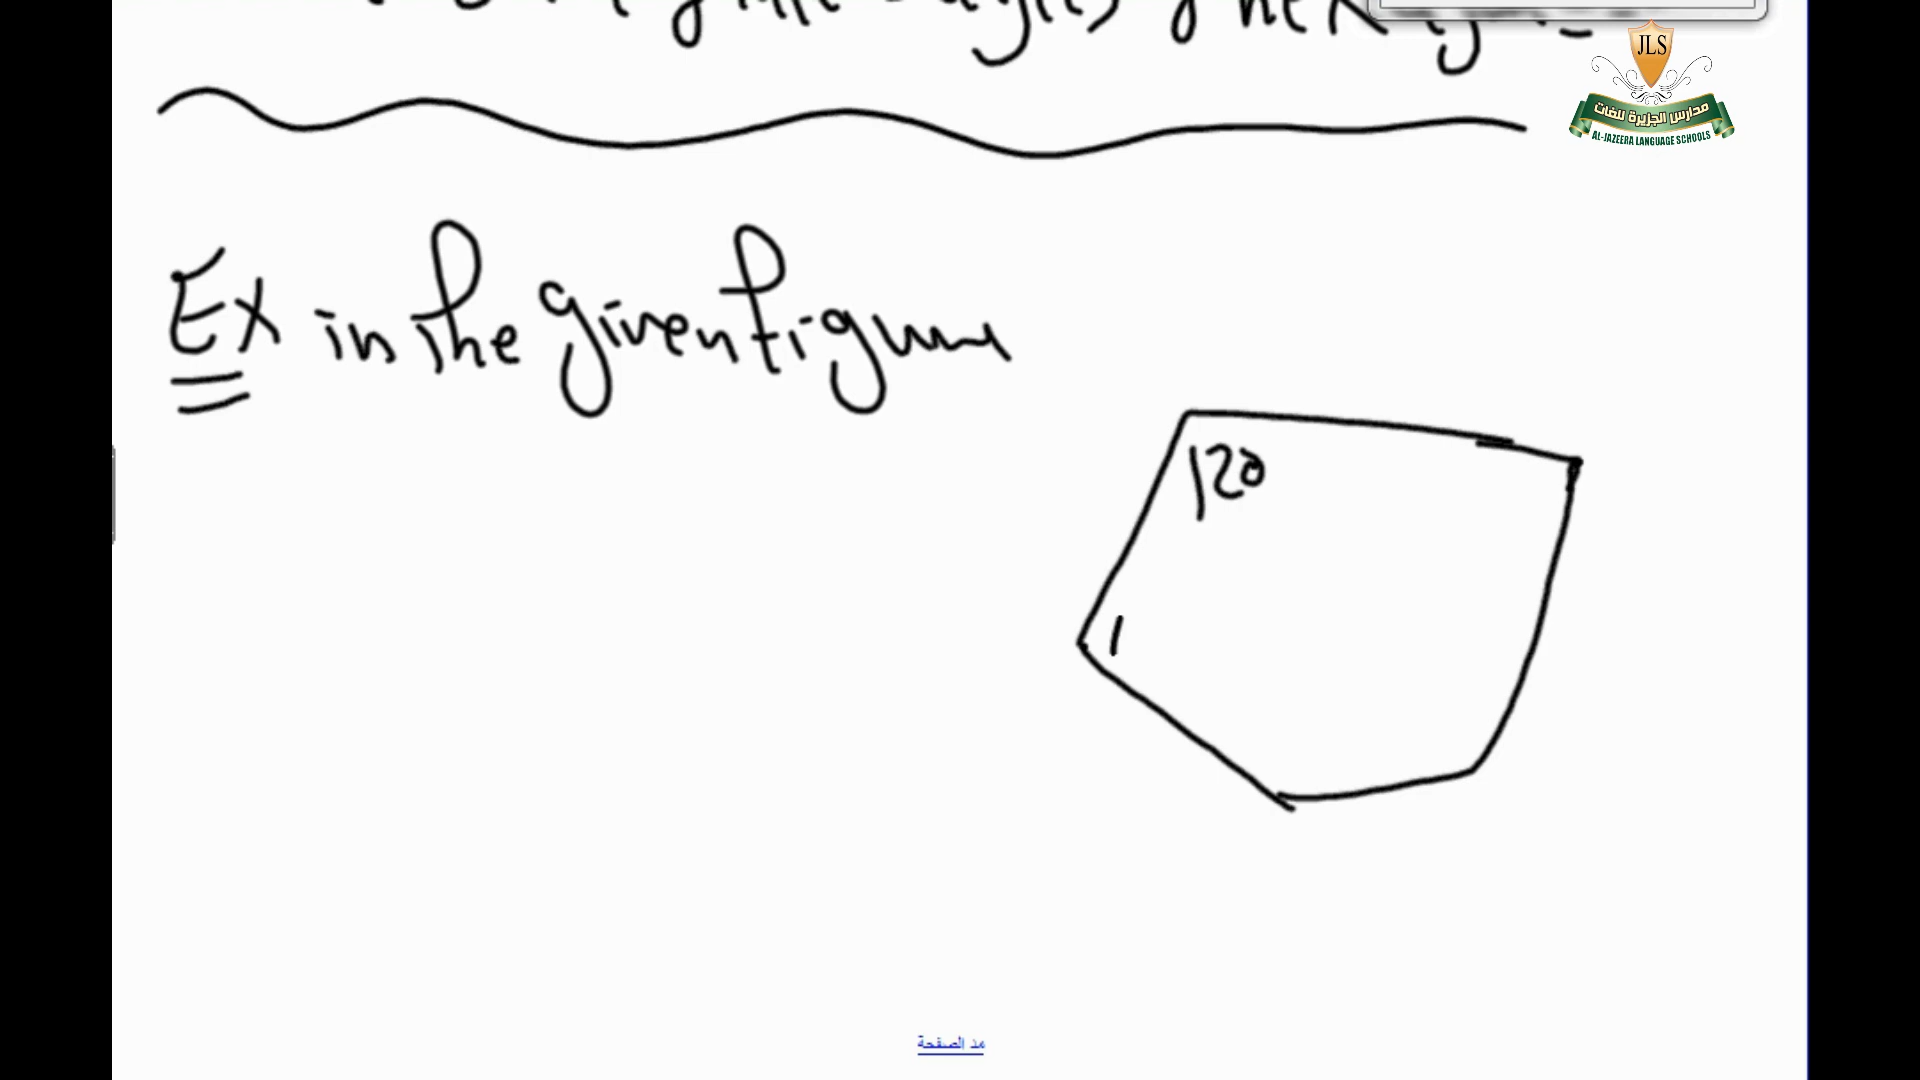 JLS
مدارس الجزيرة للغات
AL-JAZEERA LANGUAGE SCHOOLS
Ex in the given figure
120
1
مد الصفحة